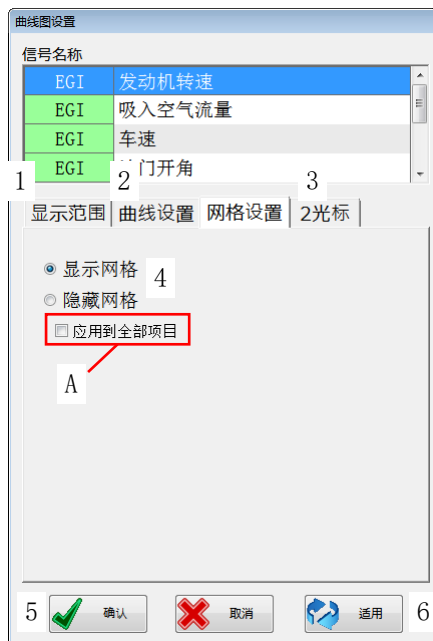 曲线图设置
信号名称
EGI 发动机转速
EGI 吸入空气流量
EGI 车速
EGI 门开角
1 2 3
显示范围 曲线设置 网格设置 2光标
显示网格
4
隐藏网格
应用到全部项目
A
5 确认 取消 适用 6